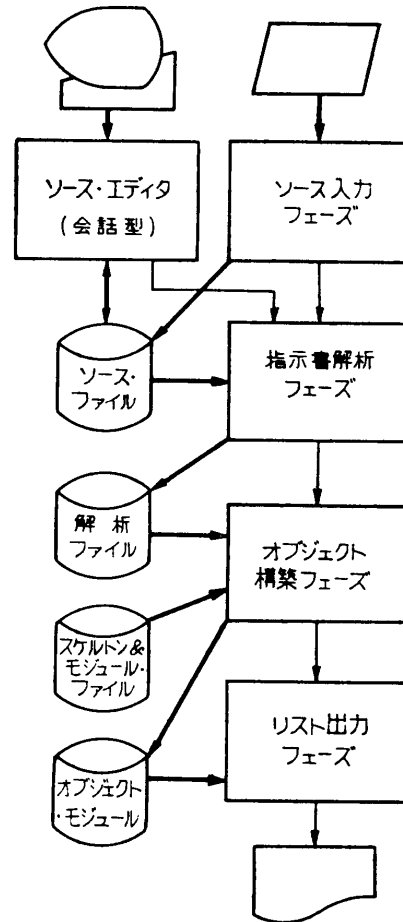 ソース・エディタ
(会話型)
ソース入力
フェーズ
ソース・
ファイル
指示書解析
フェーズ
解析
ファイル
オブジェクト
構築フェーズ
スケルトン&
モジュール・
ファイル
リスト出力
フェーズ
オブジェクト
・モジュール